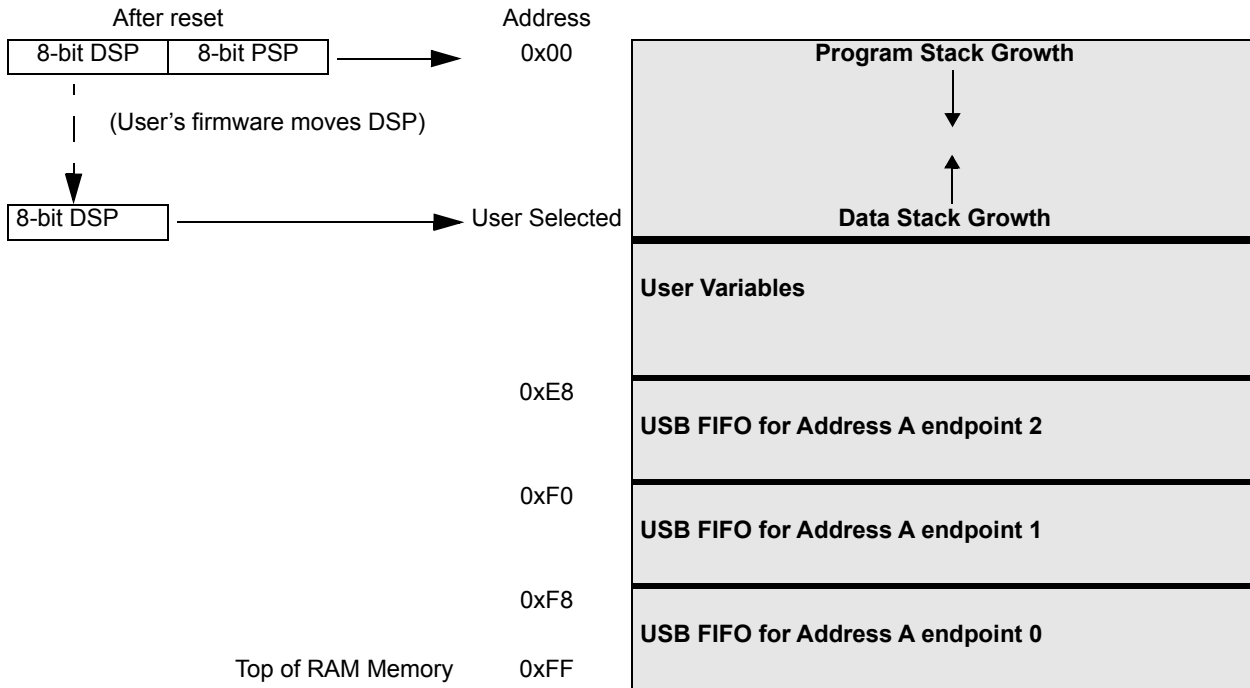 After reset
Address
8-bit DSP
8-bit PSP
0x00
Program Stack Growth
(User’s firmware moves DSP)
8-bit DSP
User Selected
Data Stack Growth
User Variables
0xE8
USB FIFO for Address A endpoint 2
0xF0
USB FIFO for Address A endpoint 1
0xF8
USB FIFO for Address A endpoint 0
Top of RAM Memory
0xFF